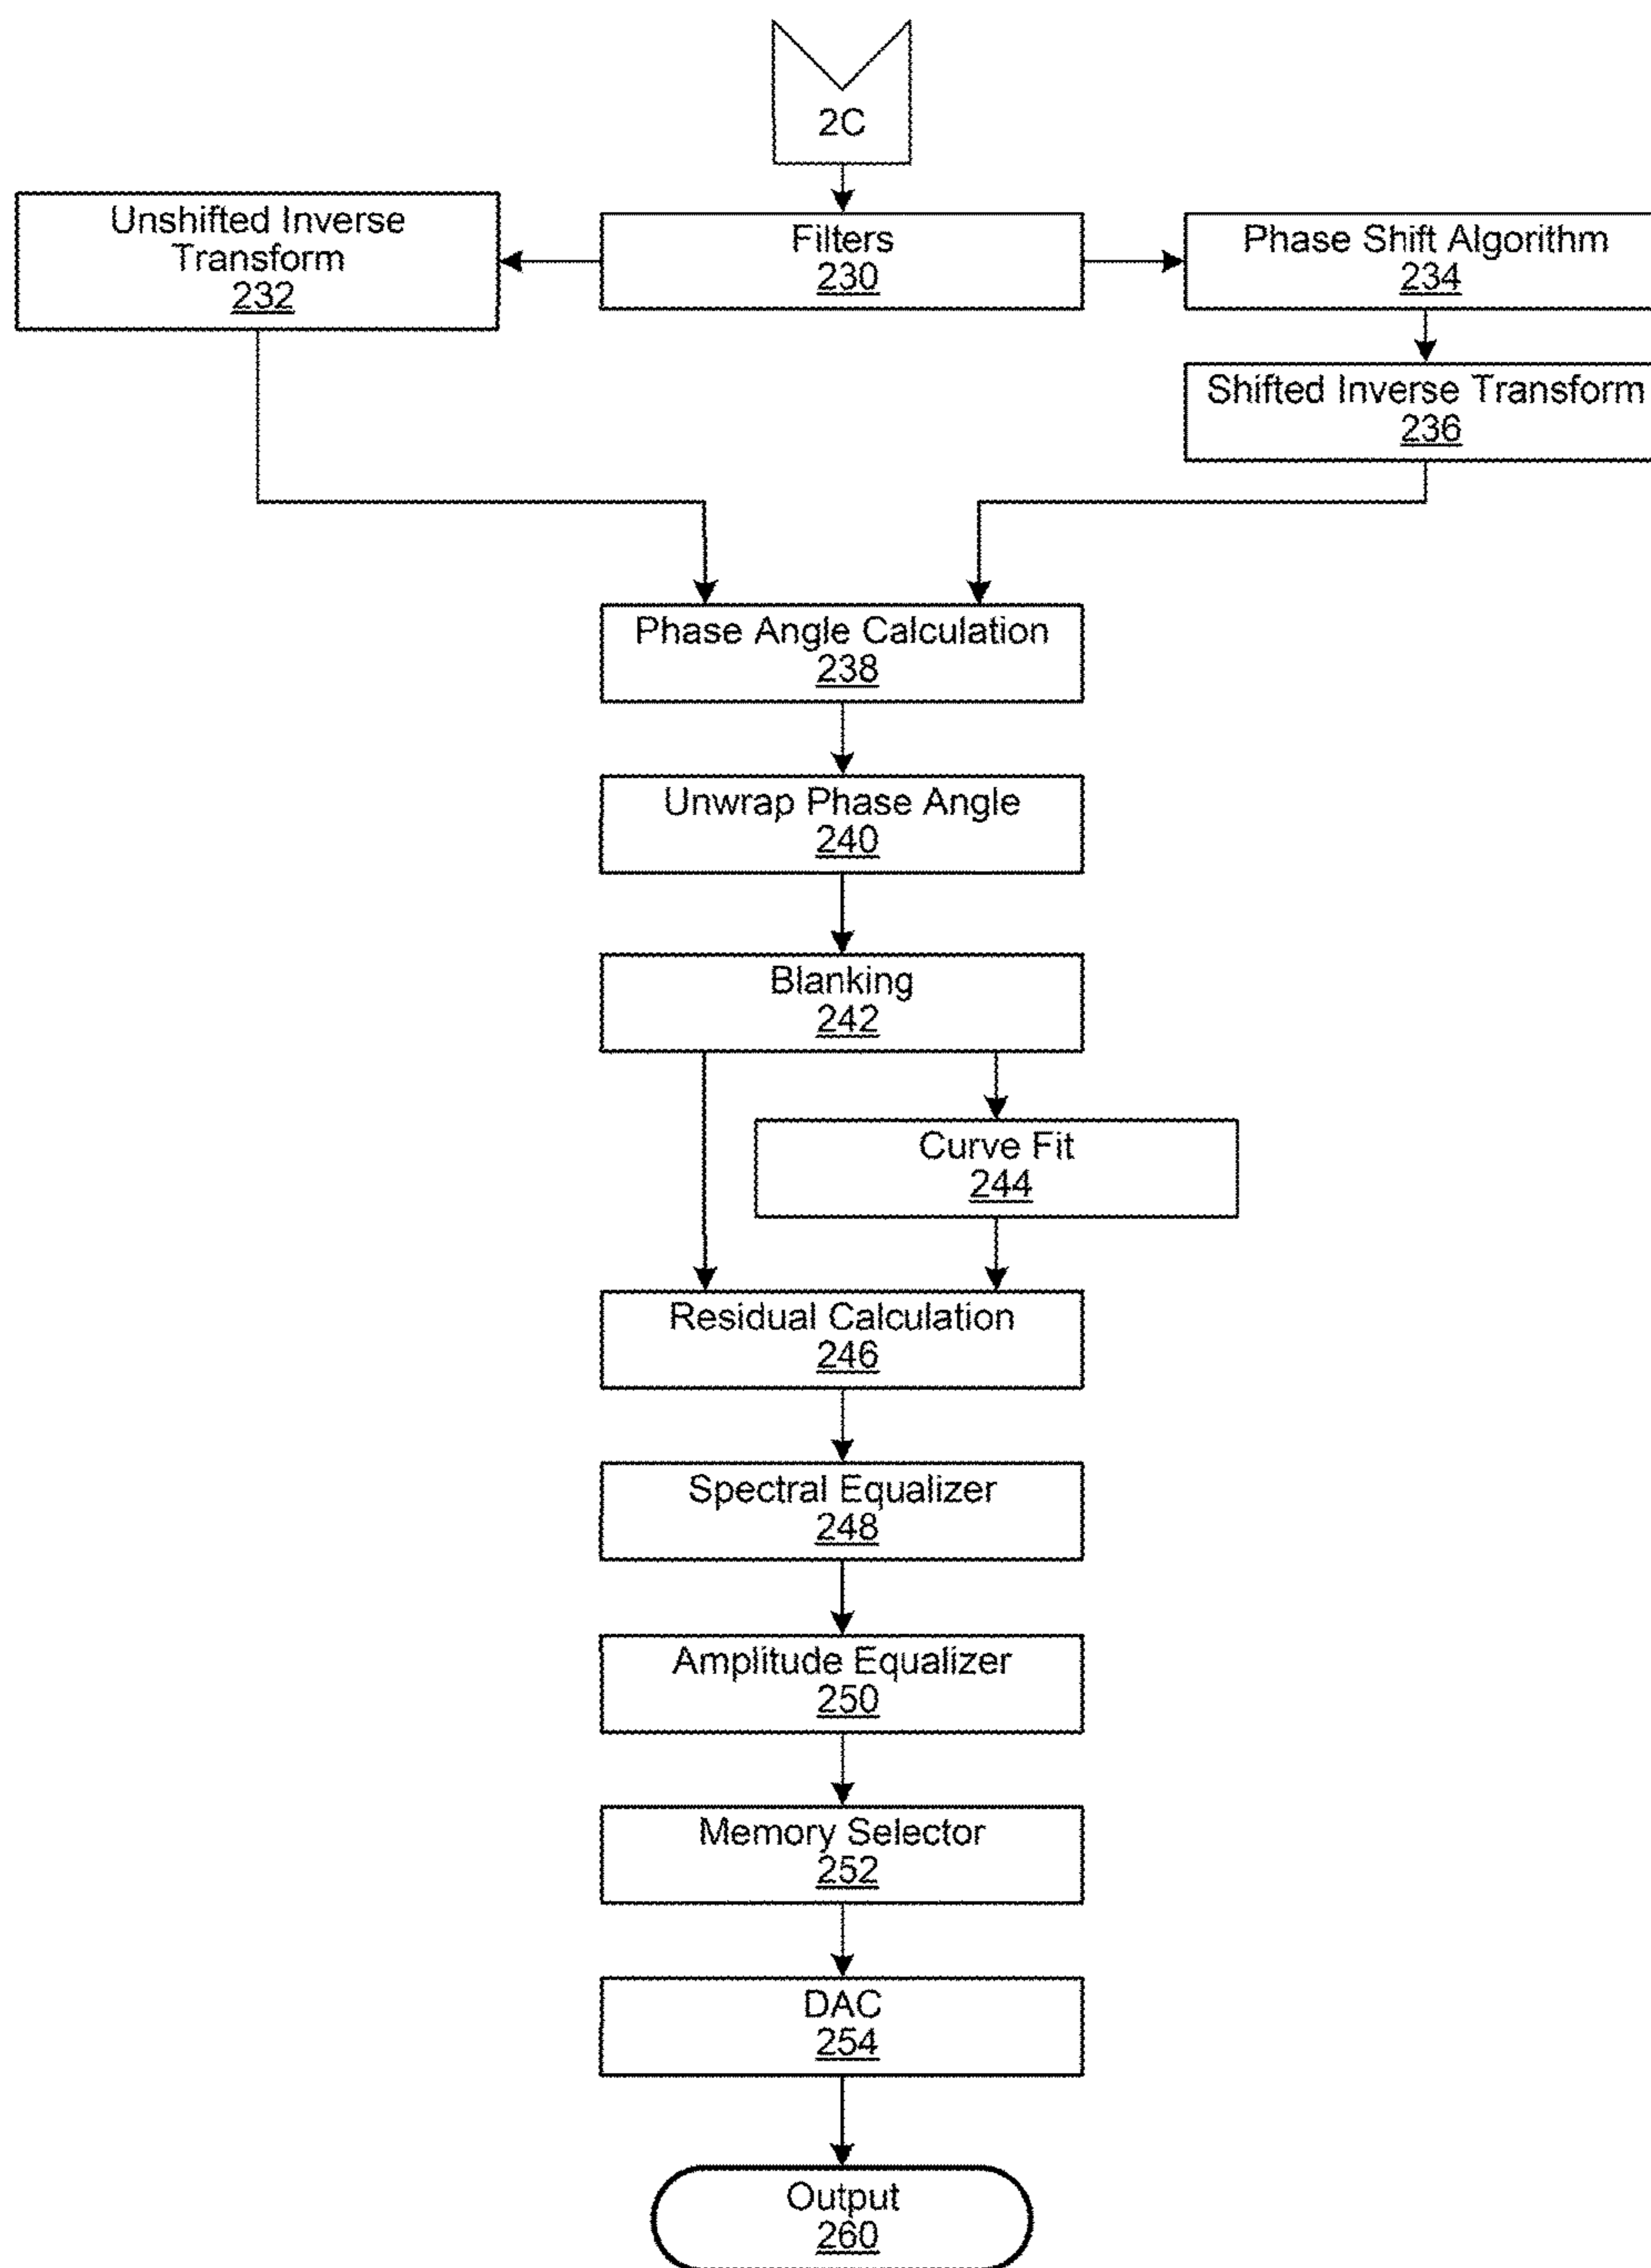 2C
Unshifted Inverse
Transform
232
Filters
230
Phase Shift Algorithm
234
Shifted Inverse Transform
236
Phase Angle Calculation
238
Unwrap Phase Angle
240
Blanking
242
Curve Fit
244
Residual Calculation
246
Spectral Equalizer
248
Amplitude Equalizer
250
Memory Selector
252
DAC
254
Output
260